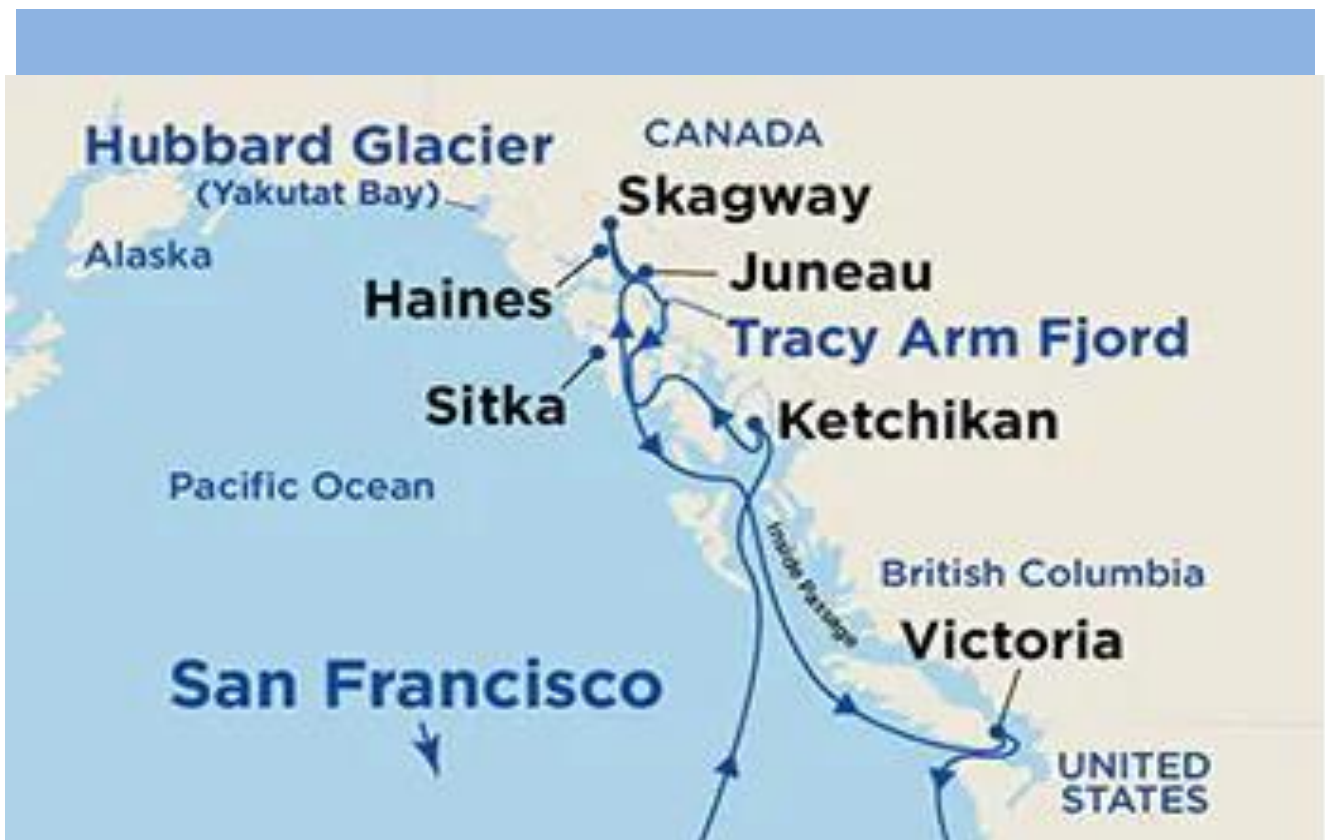 Hubbard Glacier
CANADA
(Yakutat Bay)
Skagway
Alaska
Juneau
Haines
Tracy Arm Fjord
Sitka
Ketchikan
Pacific Ocean
Inside Passage
British Columbia
Victoria
San Francisco
UNITED
STATES